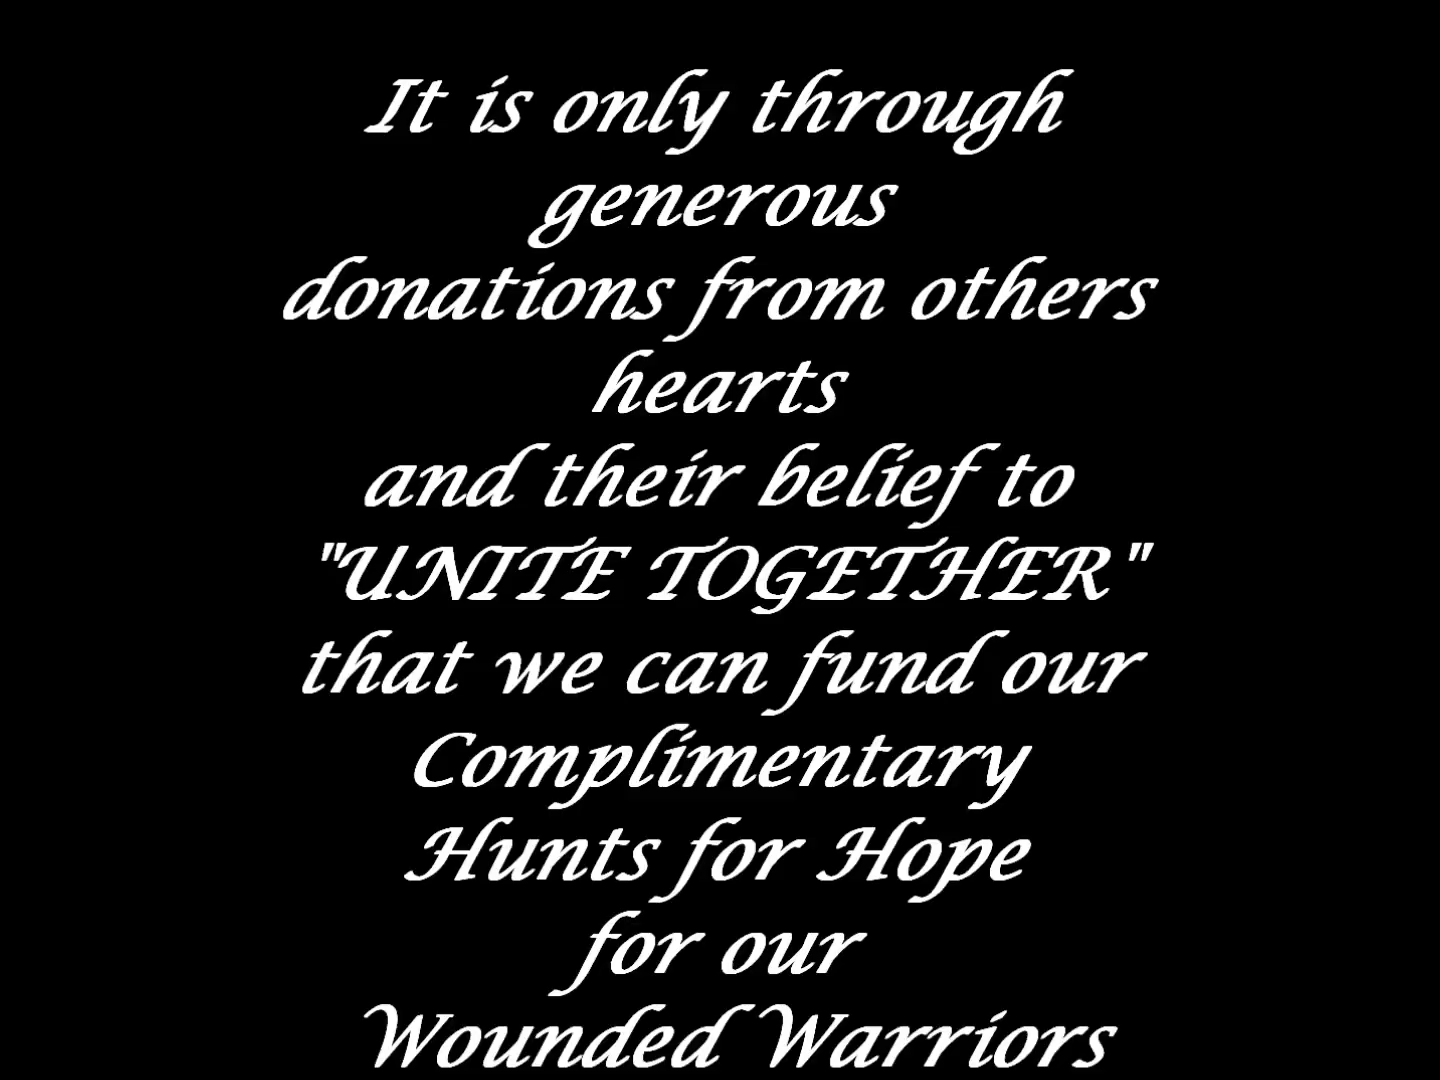 It is only through
generous
donations from others
hearts
and their belief to
"UNITE TOGETHER"
that we can fund our
Complimentary
Hunts for Hope
for our
Wounded Warriors